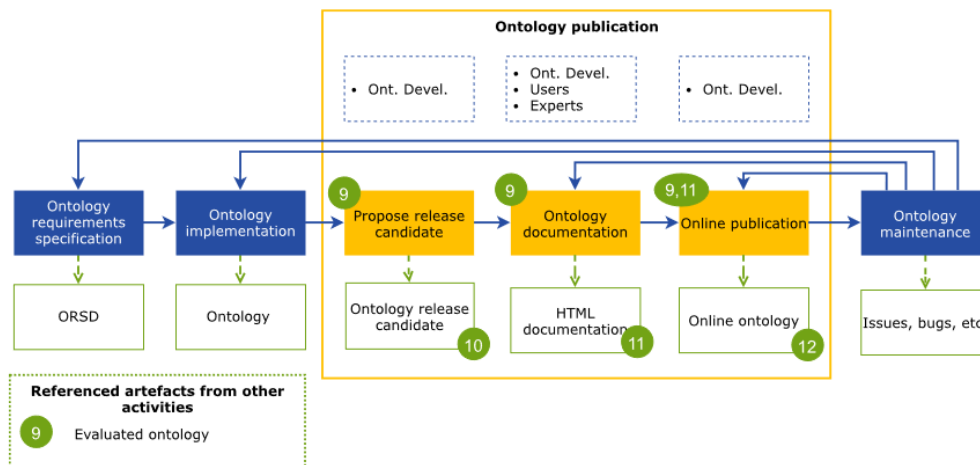 Ontology publication
• Ont. Devel.
• Ont. Devel.
• Users
• Experts
• Ont. Devel.
9
9
9,11
Ontology
requirements
specification
Ontology
implementation
Propose release
candidate
Ontology
documentation
Online publication
Ontology
maintenance
ORSD
Ontology
Ontology release
candidate
10
HTML
documentation
11
Online ontology
12
Issues, bugs, etc
Referenced artefacts from other
activities
9 Evaluated ontology